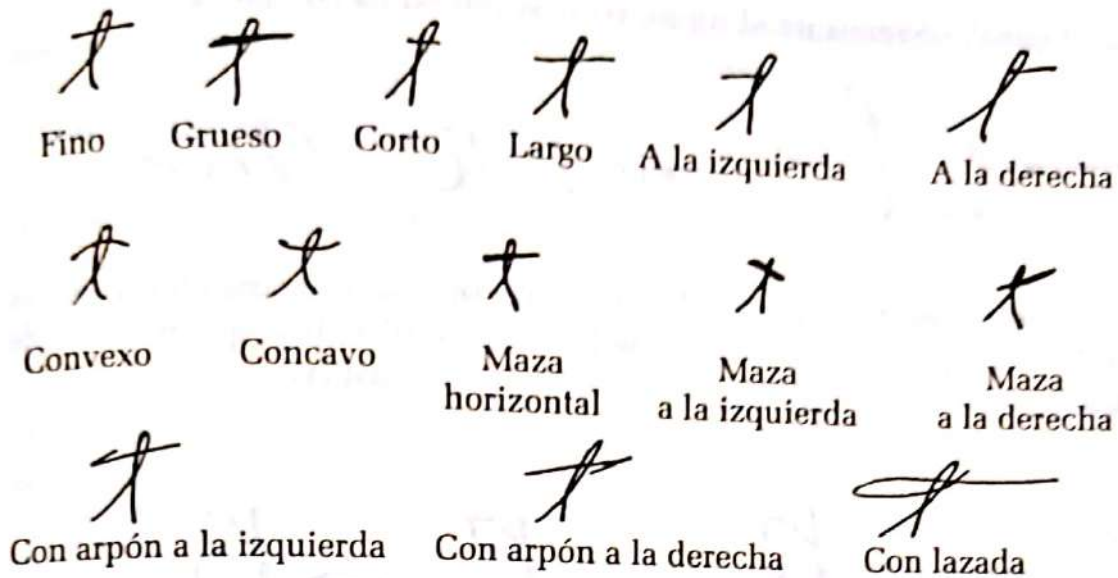 Fino Grueso Corto Largo A la izquierda A la derecha
Convexo Concavo Maza horizontal Maza a la izquierda Maza a la derecha
Con arpón a la izquierda Con arpón a la derecha Con lazada